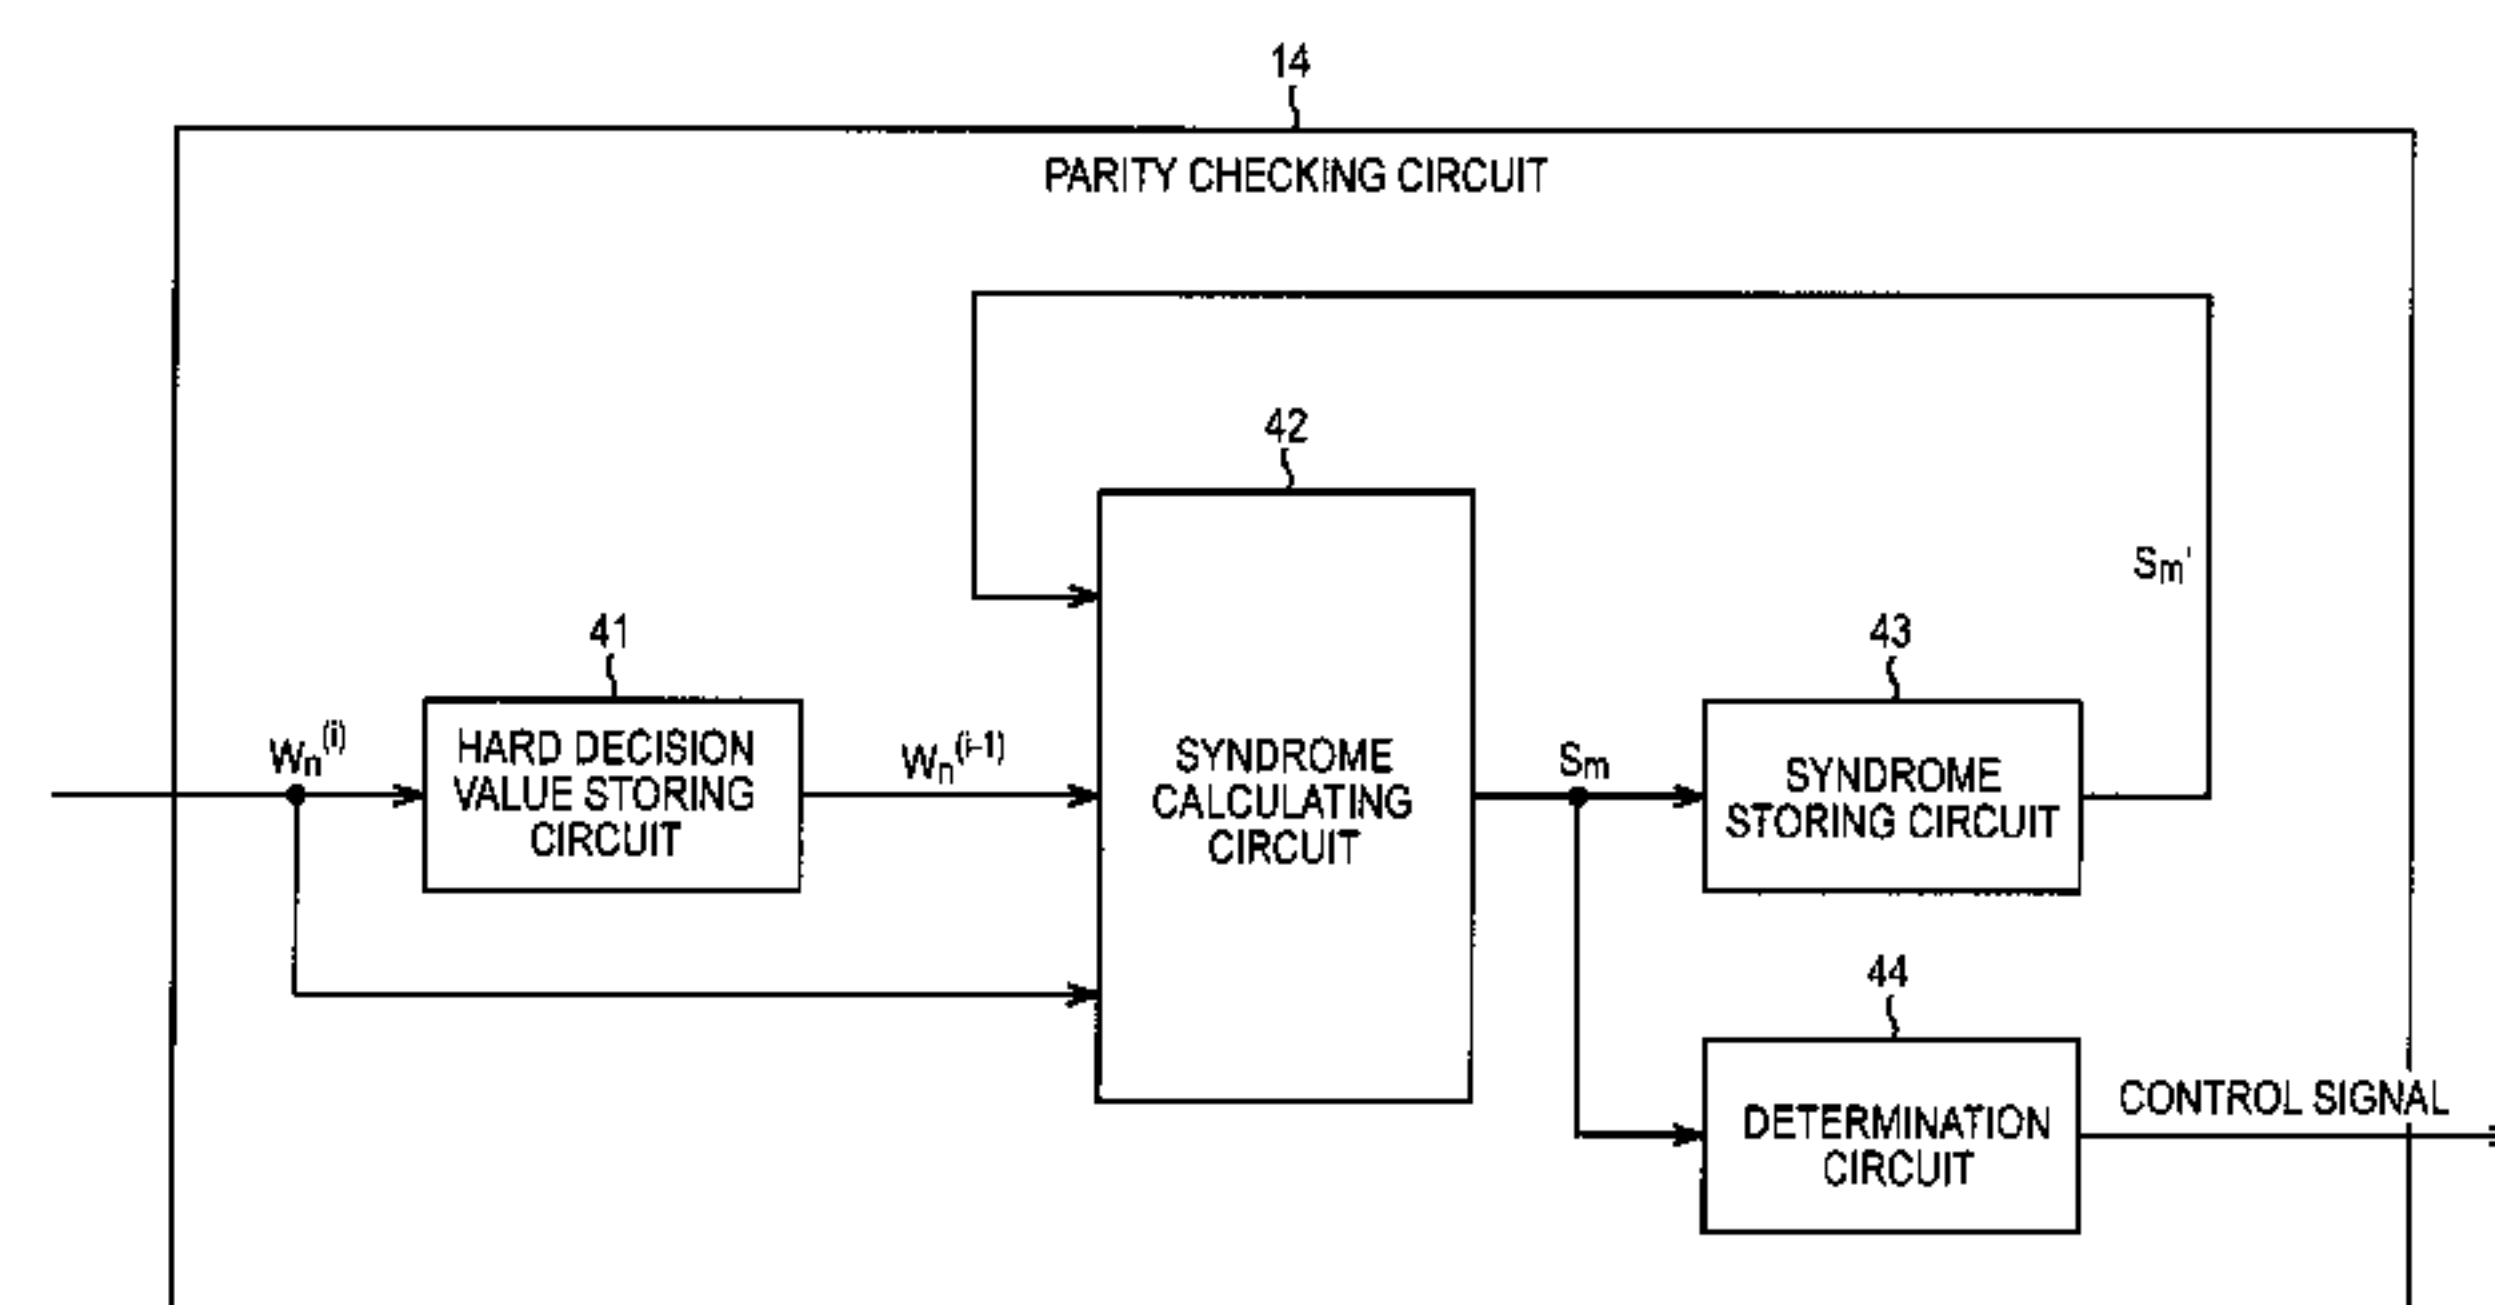 14
PARITY CHECKING CIRCUIT
42
Sm'
41
43
Wn(i)
HARD DECISION
VALUE STORING
CIRCUIT
Wn(i-1)
SYNDROME
CALCULATING
CIRCUIT
Sm
SYNDROME
STORING CIRCUIT
44
DETERMINATION
CIRCUIT
CONTROL SIGNAL